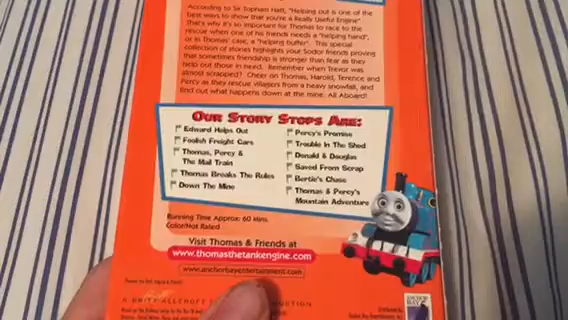 According to Sir Topham Hatt, "Helping out is one of the
best ways to show that you're a Really Useful Engine".
That's why it's so important for Thomas to race to the
rescue when one of his friends needs a "helping hand",
or in Thomas' case, a "helping buffer". This special
collection of stories highlights your Sodor friends proving
that sometimes friendship is stronger than fear as they
help out those in need. Remember when Trevor was
almost scrapped? Cheer on Thomas, Harold, Terence and
Percy as they rescue villagers from a heavy snowfall, and
find out what happens down at the mine. All Aboard!
OUR STORY STOPS ARE:
Edward Helps Out
Foolish Freight Cars
Thomas, Percy &
The Mail Train
Thomas Breaks The Rules
Down The Mine
Percy's Promise
Trouble In The Shed
Donald & Douglas
Saved From Scrap
Bertie's Chase
Thomas & Percy's
Mountain Adventure
Running Time Approx: 60 Mins.
Color/Not Rated
Visit Thomas & Friends at
www.thomasthetankengine.com
www.anchorbayentertainment.com
A BRITT ALLCROFT
ANCHOR
BAY